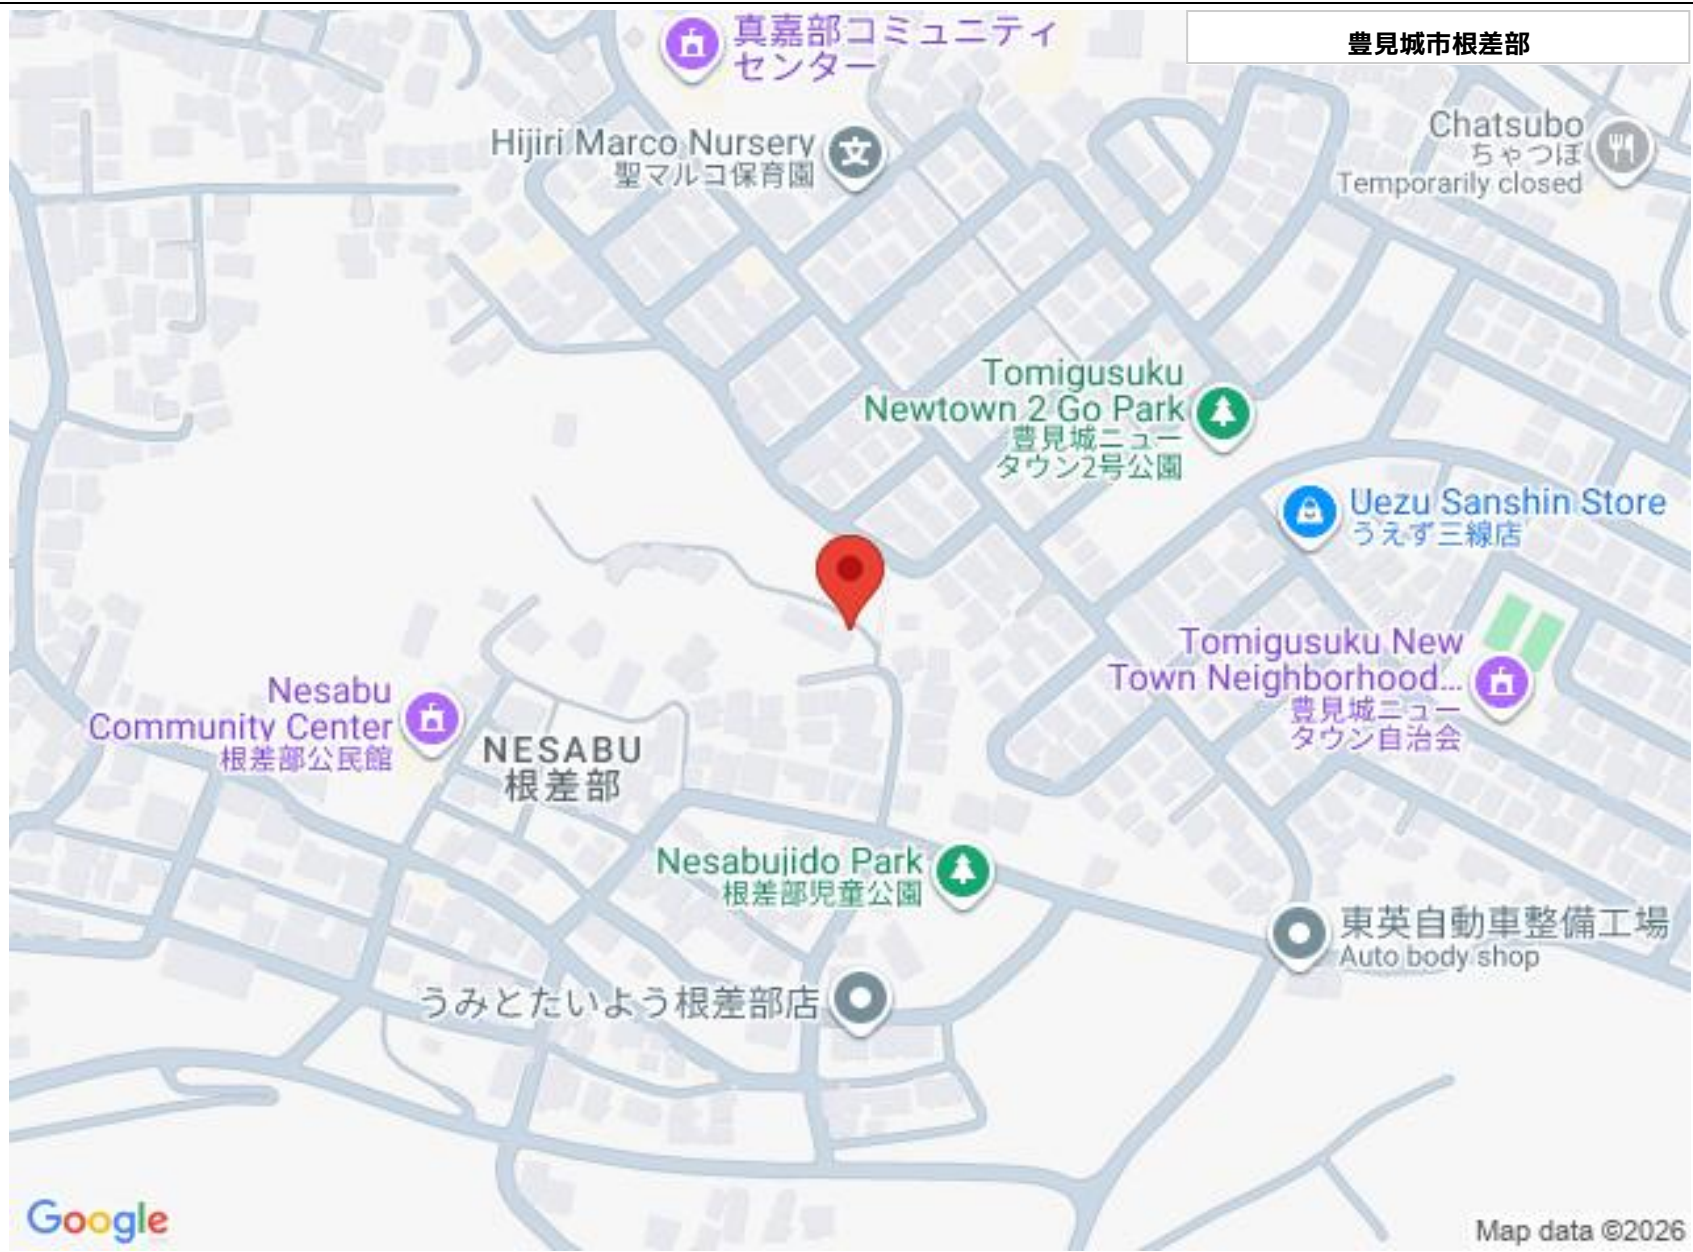 真嘉部コミュニティ
センター
豊見城市根差部
Hijiri Marco Nursery
聖マルコ保育園
Chatsubo
ちゃつぼ
Temporarily closed
Tomigusuku
Newtown 2 Go Park
豊見城ニュー
タウン2号公園
Uezu Sanshin Store
うえず三線店
Tomigusuku New
Town Neighborhood...
豊見城ニュー
タウン自治会
Nesabu
Community Center
根差部公民館
NESABU
根差部
Nesabujido Park
根差部児童公園
東英自動車整備工場
Auto body shop
うみとたいよう根差部店
Google
Map data ©2026